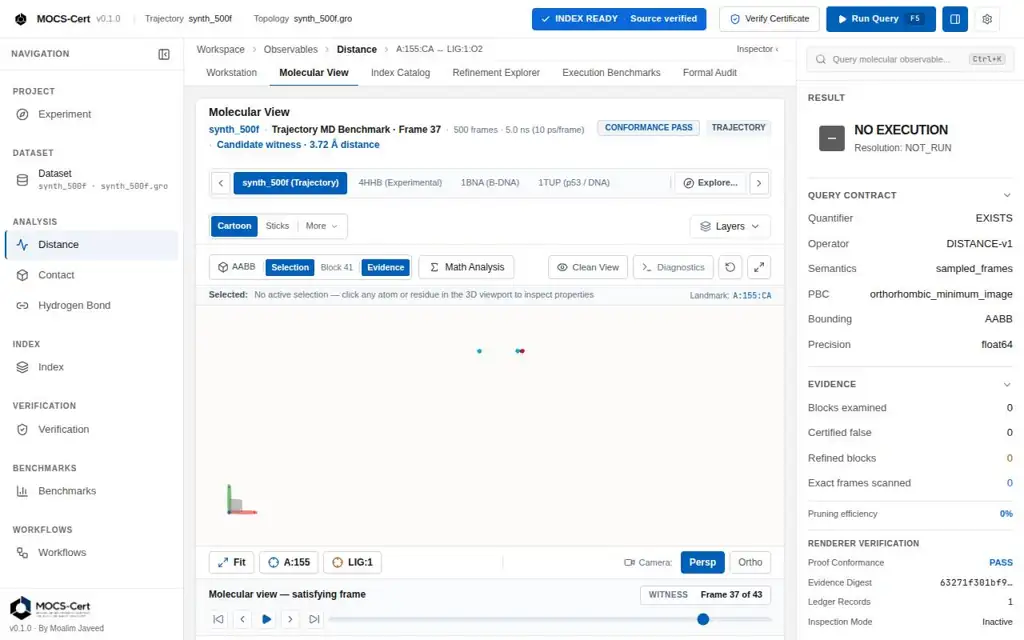 MOCS-Cert v0.1.0 Trajectory synth_500f Topology synth_500f.gro INDEX READY Source verified Verify Certificate Run Query F5
NAVIGATION
PROJECT
Experiment
DATASET
Dataset
synth_500f · synth_500f.gro
ANALYSIS
Distance
Contact
Hydrogen Bond
INDEX
Index
VERIFICATION
Verification
BENCHMARKS
Benchmarks
WORKFLOWS
Workflows
MOCS-Cert
v0.1.0 · By Moalim Javeed
Workspace > Observables > Distance > A:155:CA ↔ LIG:1:O2 Inspector ‹
Workstation Molecular View Index Catalog Refinement Explorer Execution Benchmarks Formal Audit
Molecular View
synth_500f · Trajectory MD Benchmark · Frame 37 · 500 frames · 5.0 ns (10 ps/frame)
· Candidate witness · 3.72 Å distance
CONFORMANCE PASS TRAJECTORY
synth_500f (Trajectory) 4HHB (Experimental) 1BNA (B-DNA) 1TUP (p53 / DNA) Explore...
Cartoon Sticks More Layers
AABB Selection Block 41 Evidence Math Analysis Clean View Diagnostics
Selected: No active selection — click any atom or residue in the 3D viewport to inspect properties Landmark: A:155:CA
Fit A:155 LIG:1 Camera: Persp Ortho
Molecular view — satisfying frame WITNESS Frame 37 of 43
Query molecular observable... Ctrl+K
RESULT
NO EXECUTION
Resolution: NOT_RUN
QUERY CONTRACT
Quantifier EXISTS
Operator DISTANCE-v1
Semantics sampled_frames
PBC orthorhombic_minimum_image
Bounding AABB
Precision float64
EVIDENCE
Blocks examined 0
Certified false 0
Refined blocks 0
Exact frames scanned 0
Pruning efficiency 0%
RENDERER VERIFICATION
Proof Conformance PASS
Evidence Digest 63271f301bf9…
Ledger Records 1
Inspection Mode Inactive